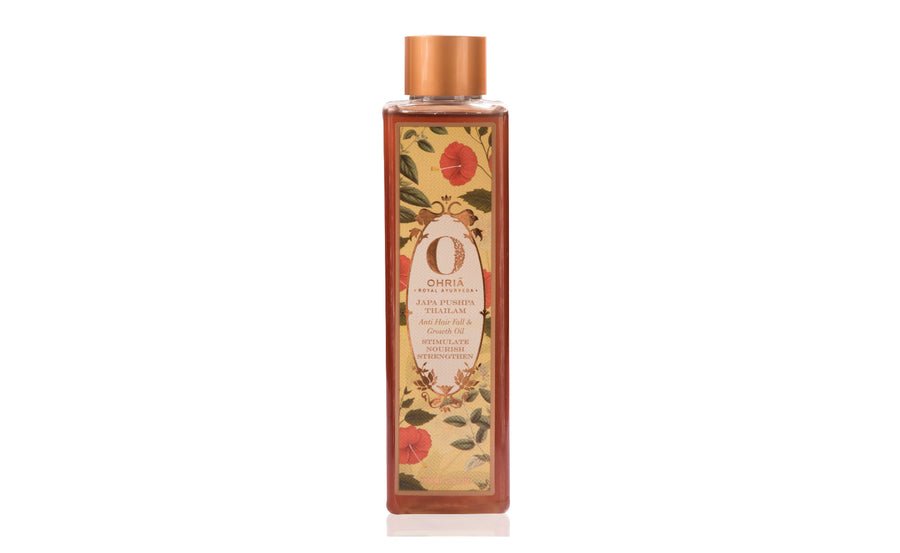 O
OHRIA
• ROYAL AYURVEDA •
JAPA PUSHPA
THAILAM
Anti Hair Fall &
Growth Oil
STIMULATE
NOURISH
STRENGTHEN